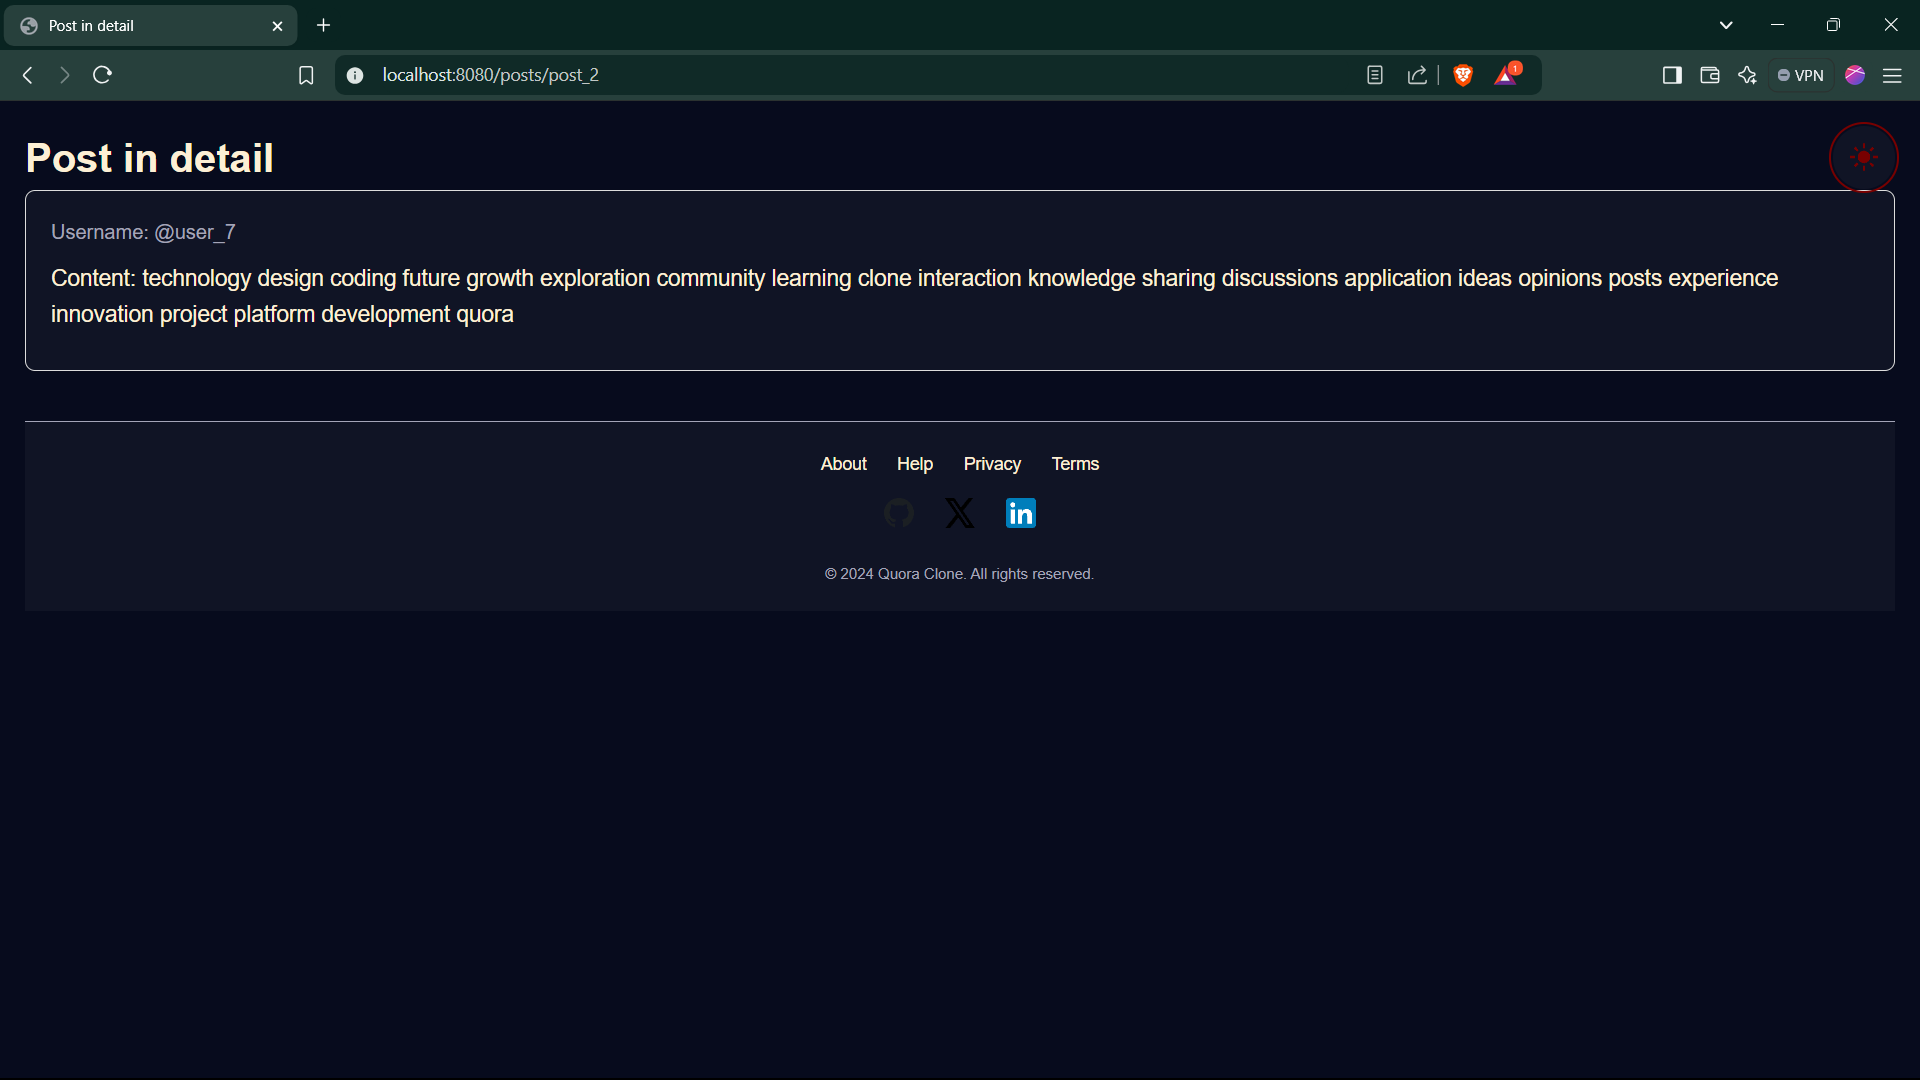 Post in detail
localhost:8080/posts/post_2
1
VPN
Post in detail
Username: @user_7
Content: technology design coding future growth exploration community learning clone interaction knowledge sharing discussions application ideas opinions posts experience
innovation project platform development quora
About Help Privacy Terms
in
© 2024 Quora Clone. All rights reserved.